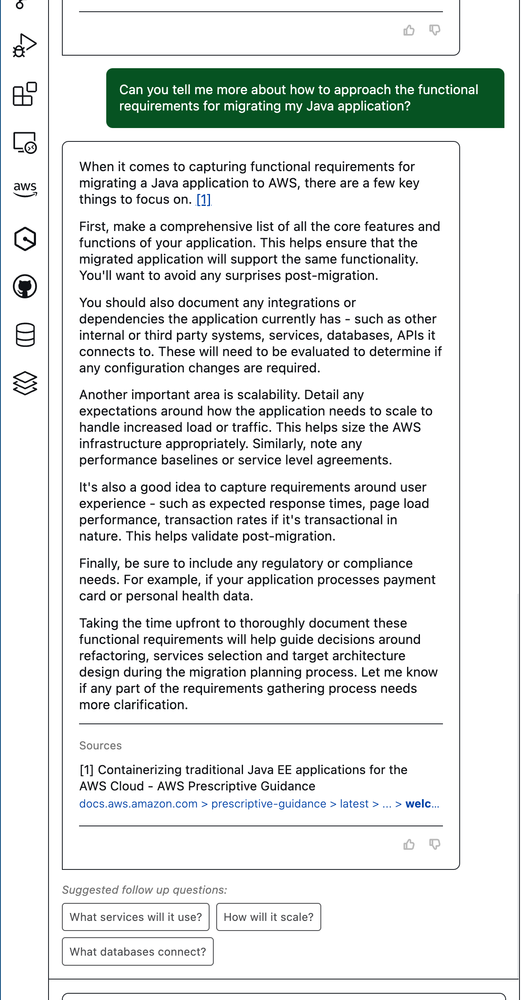 Can you tell me more about how to approach the functional
requirements for migrating my Java application?
aws
When it comes to capturing functional requirements for
migrating a Java application to AWS, there are a few key
things to focus on. [1]
First, make a comprehensive list of all the core features and
functions of your application. This helps ensure that the
migrated application will support the same functionality.
You'll want to avoid any surprises post-migration.
You should also document any integrations or
dependencies the application currently has - such as other
internal or third party systems, services, databases, APIs it
connects to. These will need to be evaluated to determine if
any configuration changes are required.
Another important area is scalability. Detail any
expectations around how the application needs to scale to
handle increased load or traffic. This helps size the AWS
infrastructure appropriately. Similarly, note any
performance baselines or service level agreements.
It's also a good idea to capture requirements around user
experience - such as expected response times, page load
performance, transaction rates if it's transactional in
nature. This helps validate post-migration.
Finally, be sure to include any regulatory or compliance
needs. For example, if your application processes payment
card or personal health data.
Taking the time upfront to thoroughly document these
functional requirements will help guide decisions around
refactoring, services selection and target architecture
design during the migration planning process. Let me know
if any part of the requirements gathering process needs
more clarification.
Sources
[1] Containerizing traditional Java EE applications for the
AWS Cloud - AWS Prescriptive Guidance
docs.aws.amazon.com > prescriptive-guidance > latest > ... > welc...
Suggested follow up questions:
What services will it use?
How will it scale?
What databases connect?